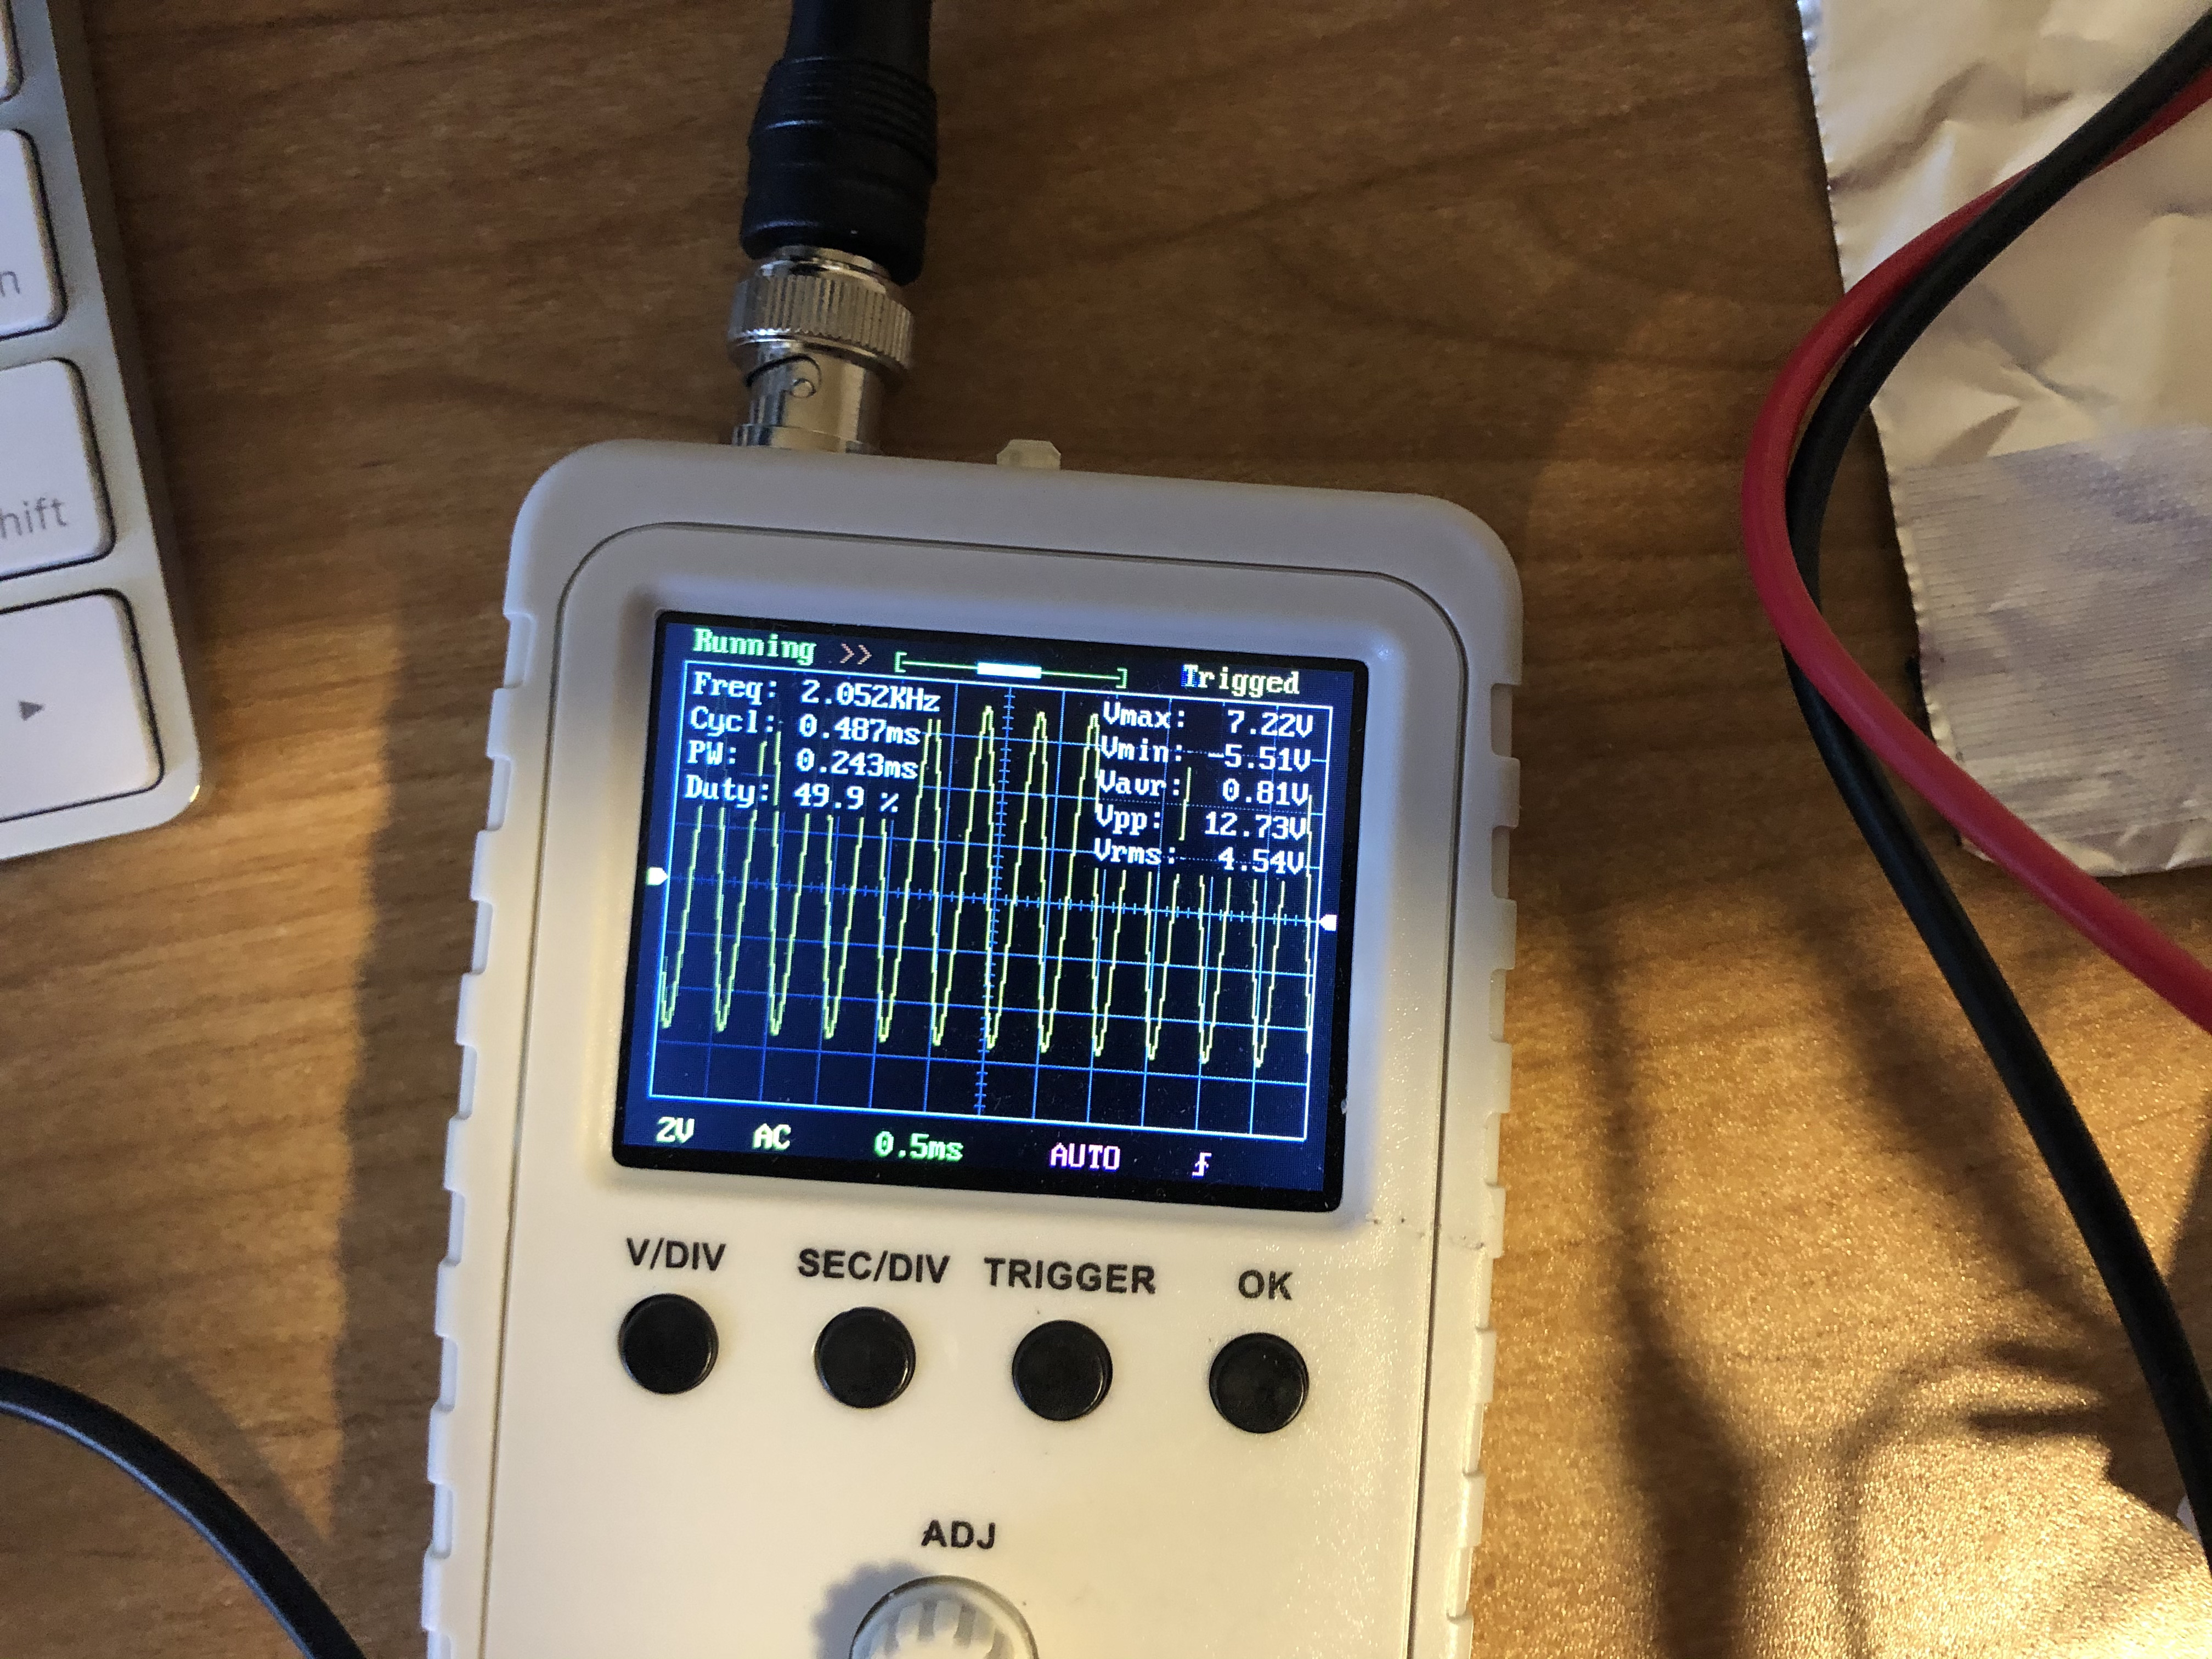 n
hift
Running >> Trigged
Freq: 2.052KHz
Cycl: 0.487ms
PW: 0.243ms
Duty: 49.9 %
Vmax: 7.22V
Vmin: -5.51V
Vavr: 0.81V
Vpp: 12.73V
Vrms: 4.54V
2V AC 0.5ms AUTO
V/DIV SEC/DIV TRIGGER OK
ADJ